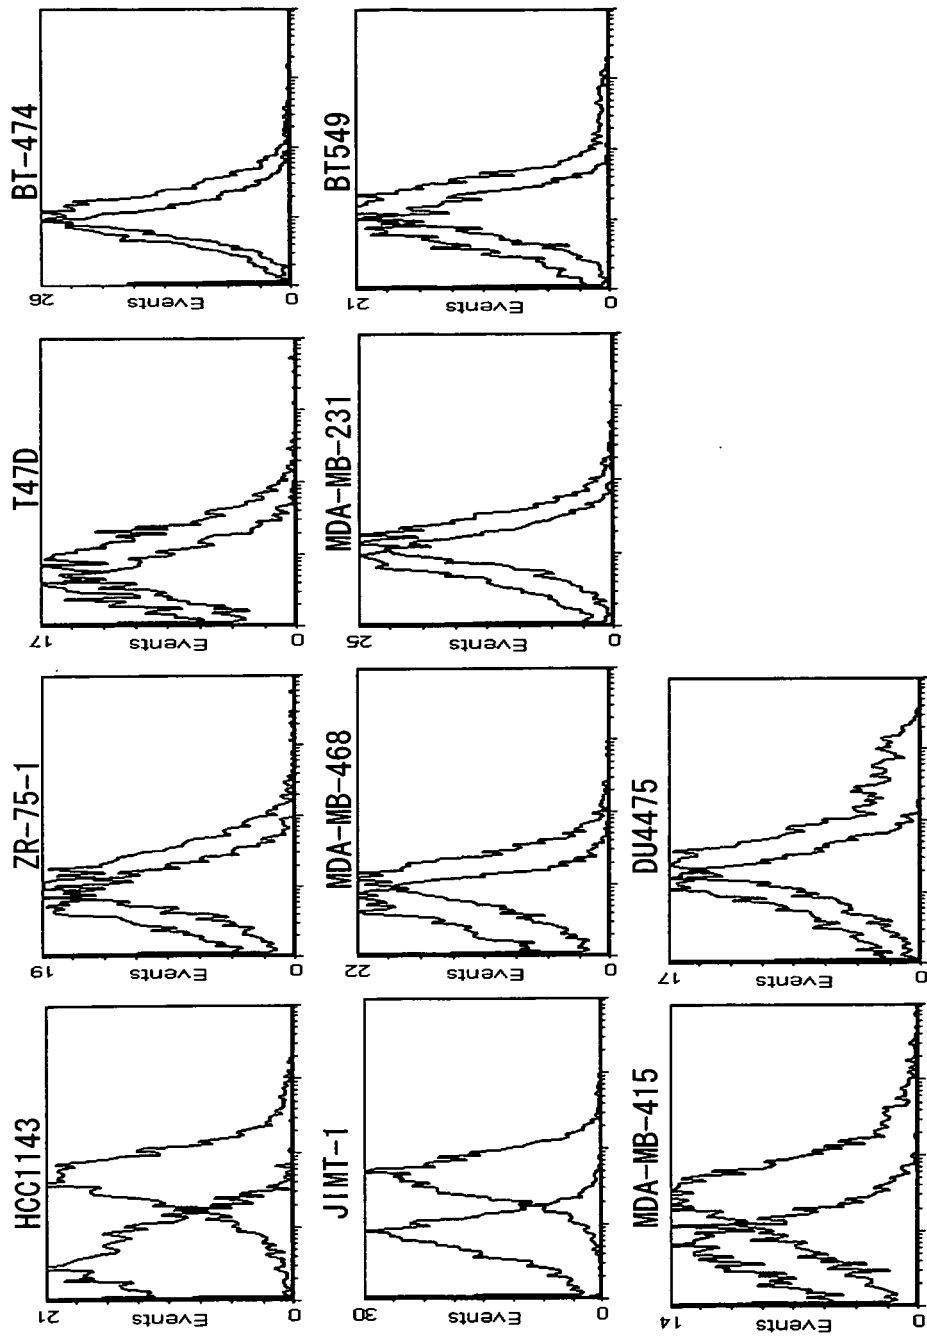 HCC1143
21
Events
0
ZR-75-1
19
Events
0
T47D
17
Events
0
BT-474
26
Events
0
JIMT-1
30
Events
0
MDA-MB-468
22
Events
0
MDA-MB-231
25
Events
0
BT549
21
Events
0
MDA-MB-415
14
Events
0
DU4475
17
Events
0